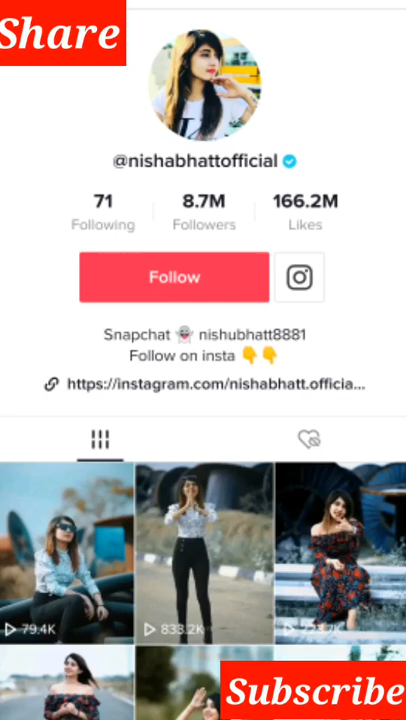 Share
@nishabhattofficial
71 8.7M 166.2M
Following Followers Likes
Follow
Snapchat 👻 nishubhatt8881
Follow on insta 👇👇
https://instagram.com/nishabhatt.officia...
79.4K 833.2K
Subscribe